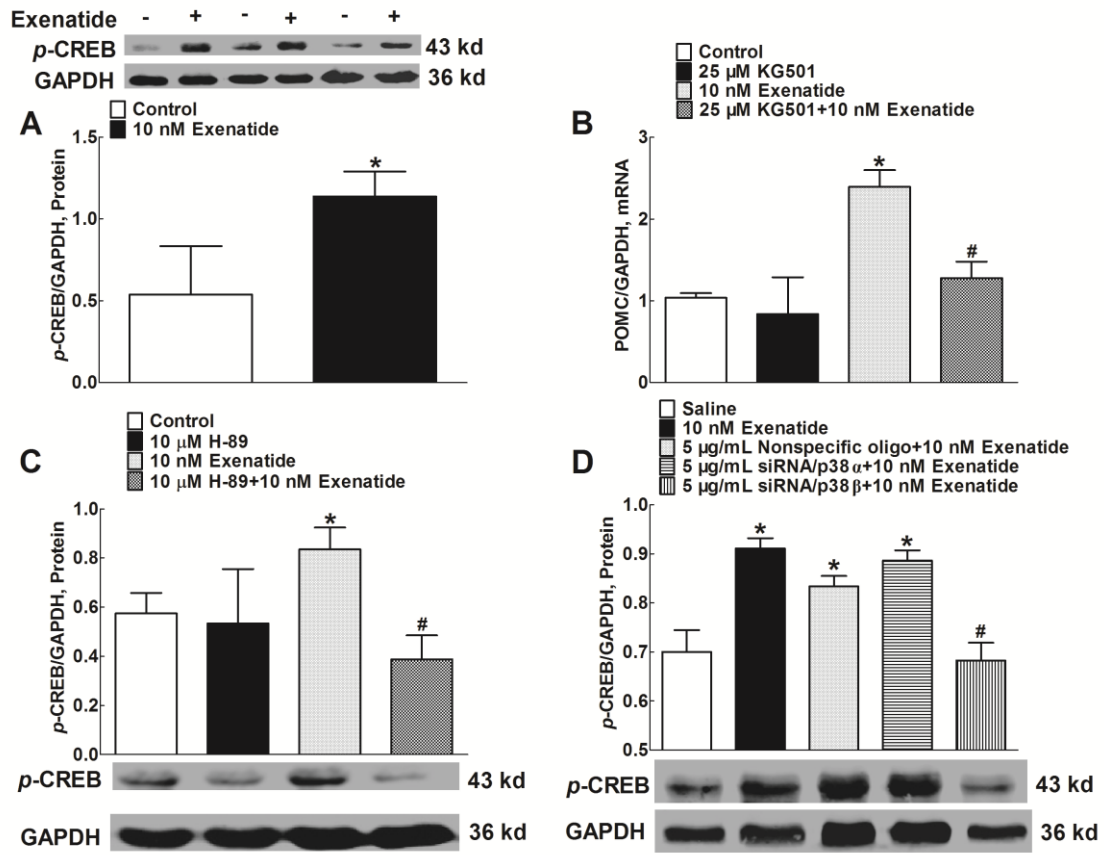 Exenatide - + - + - +
p-CREB 43 kd
GAPDH 36 kd
A
Control
10 nM Exenatide
p-CREB/GAPDH, Protein
1.5
1.0
0.5
0.0
*
B
Control
25 µM KG501
10 nM Exenatide
25 µM KG501+10 nM Exenatide
POMC/GAPDH, mRNA
3
2
1
0
*
#
C
Control
10 µM H-89
10 nM Exenatide
10 µM H-89+10 nM Exenatide
p-CREB/GAPDH, Protein
1.0
0.8
0.6
0.4
0.2
0.0
*
#
p-CREB 43 kd
GAPDH 36 kd
D
Saline
10 nM Exenatide
5 µg/mL Nonspecific oligo+10 nM Exenatide
5 µg/mL siRNA/p38α+10 nM Exenatide
5 µg/mL siRNA/p38β+10 nM Exenatide
p-CREB/GAPDH, Protein
1.0
0.9
0.8
0.7
0.6
0.5
*
*
*
#
p-CREB 43 kd
GAPDH 36 kd